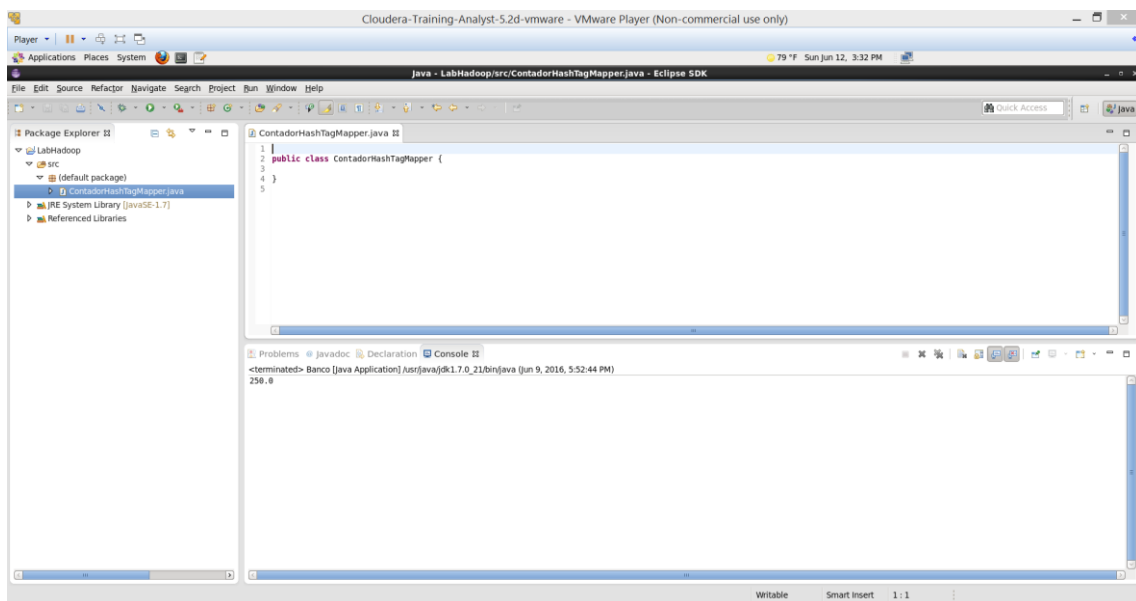 Cloudera-Training-Analyst-5.2d-vmware - VMware Player (Non-commercial use only)
Player
Applications Places System
79 °F Sun Jun 12, 3:32 PM
Java - LabHadoop/src/ContadorHashTagMapper.java - Eclipse SDK
File Edit Source Refactor Navigate Search Project Run Window Help
Quick Access
Java
Package Explorer
LabHadoop
src
(default package)
ContadorHashTagMapper.java
JRE System Library [JavaSE-1.7]
Referenced Libraries
ContadorHashTagMapper.java
1
2 public class ContadorHashTagMapper {
3
4 }
5
Problems Javadoc Declaration Console
<terminated> Banco [Java Application] /usr/java/jdk1.7.0_21/bin/java (Jun 9, 2016, 5:52:44 PM)
250.0
Writable Smart Insert 1 : 1